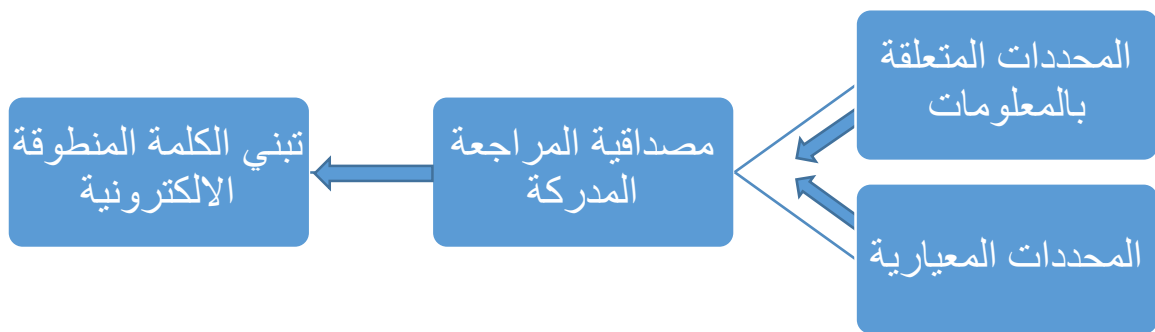 المحددات المتعلقة
بالمعلومات
المحددات المعيارية
مصداقية المراجعة
المدركة
تبني الكلمة المنطوقة
الالكترونية